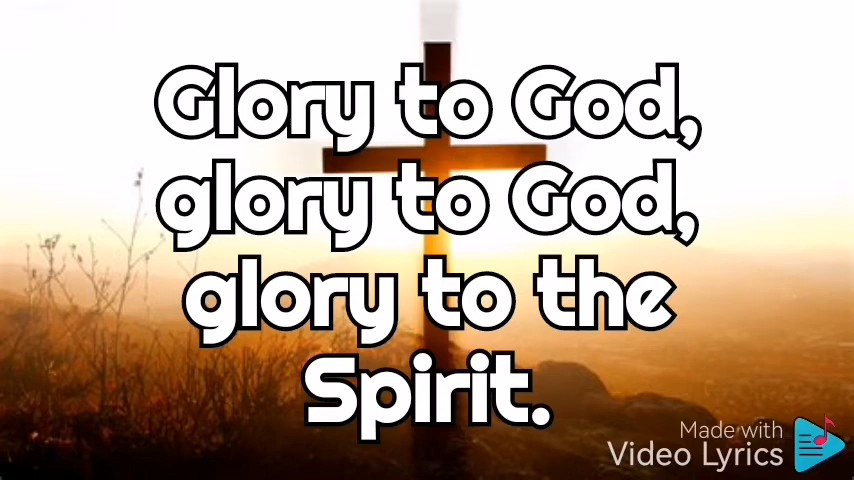 Glory to God,
glory to God,
glory to the
Spirit.
Made with
Video Lyrics